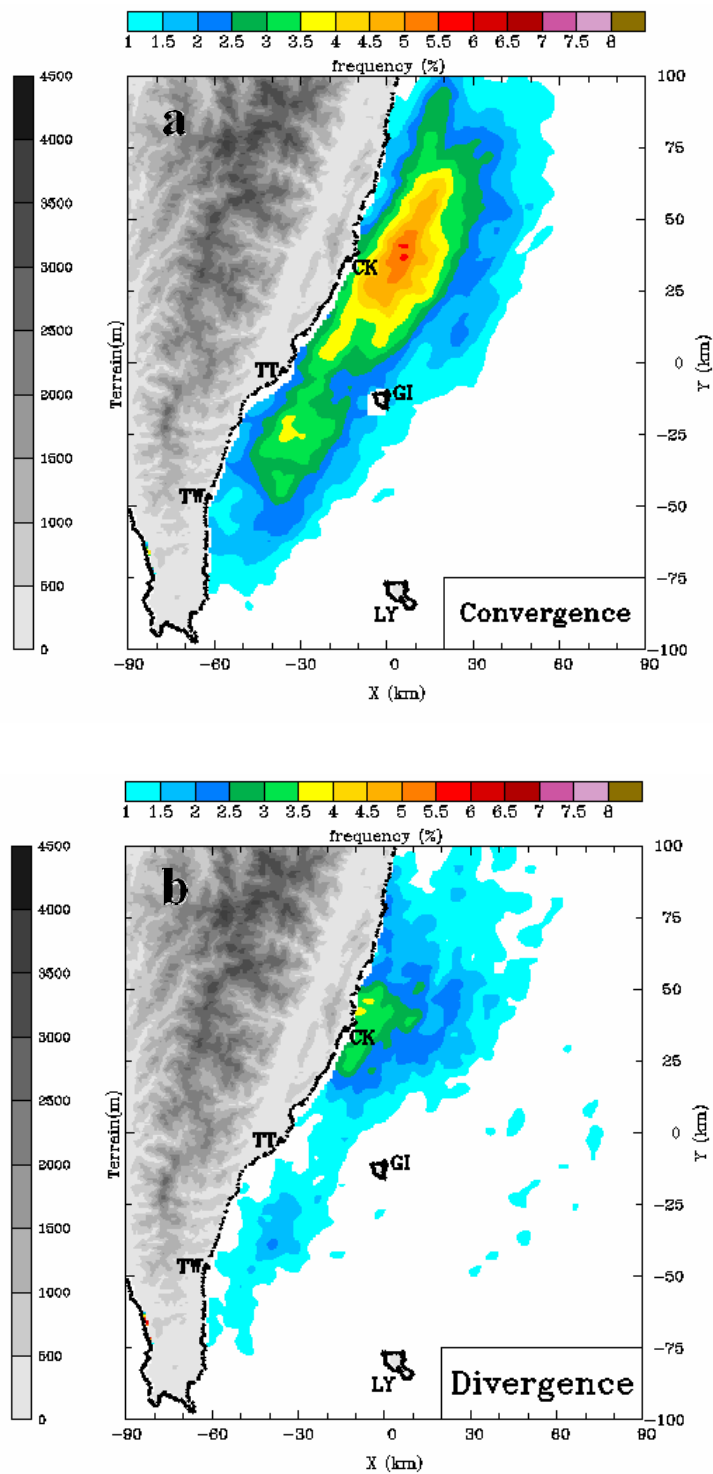 1 1.5 2 2.5 3 3.5 4 4.5 5 5.5 6 6.5 7 7.5 8
frequency (%)
a
4500
4000
3500
3000
2500
2000
1500
1000
500
0
Terrain(m)
100
75
50
25
0
-25
-50
-75
-100
Y (km)
CK
TT
GI
TW
LY
Convergence
-90 -60 -30 0 30 60 90
X (km)
1 1.5 2 2.5 3 3.5 4 4.5 5 5.5 6 6.5 7 7.5 8
frequency (%)
b
4500
4000
3500
3000
2500
2000
1500
1000
500
0
Terrain(m)
100
75
50
25
0
-25
-50
-75
-100
Y (km)
CK
TT
GI
TW
LY
Divergence
-90 -60 -30 0 30 60 90
X (km)